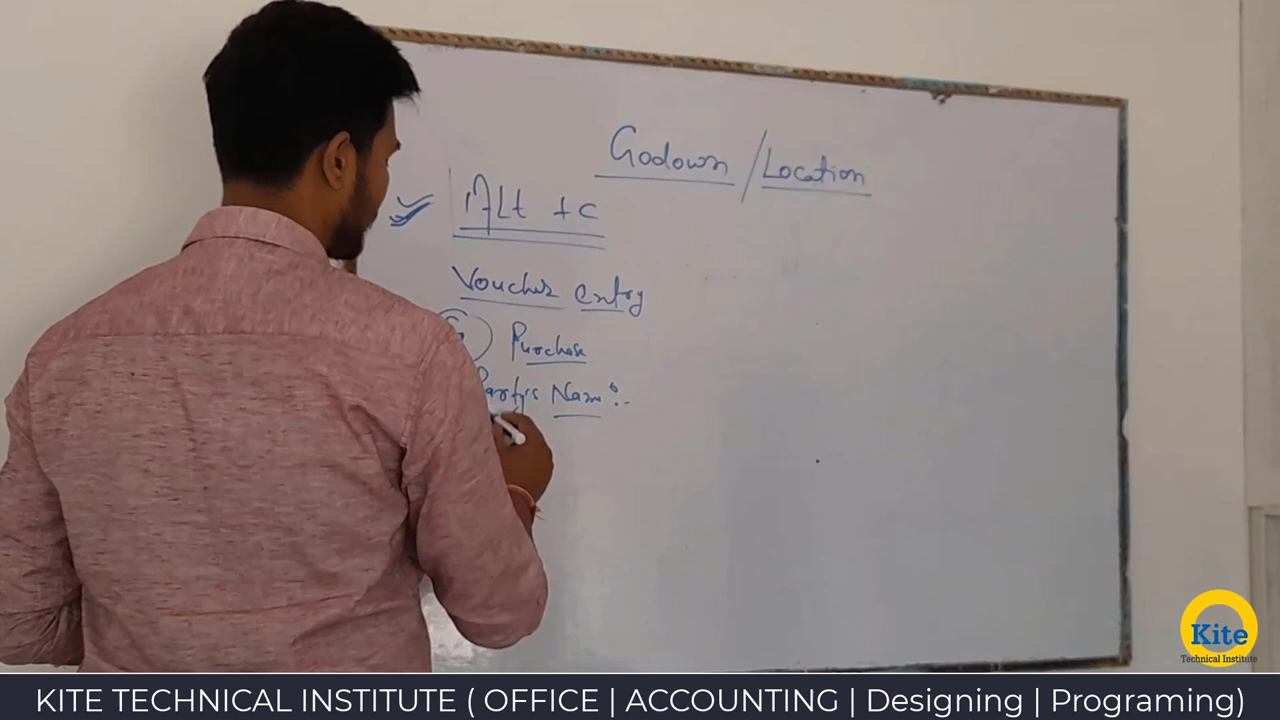 Godown / Location
Alt + C
Voucher Entry
Purchase
Party's Name :-
Kite
Technical Institute
KITE TECHNICAL INSTITUTE ( OFFICE | ACCOUNTING | Designing | Programing)